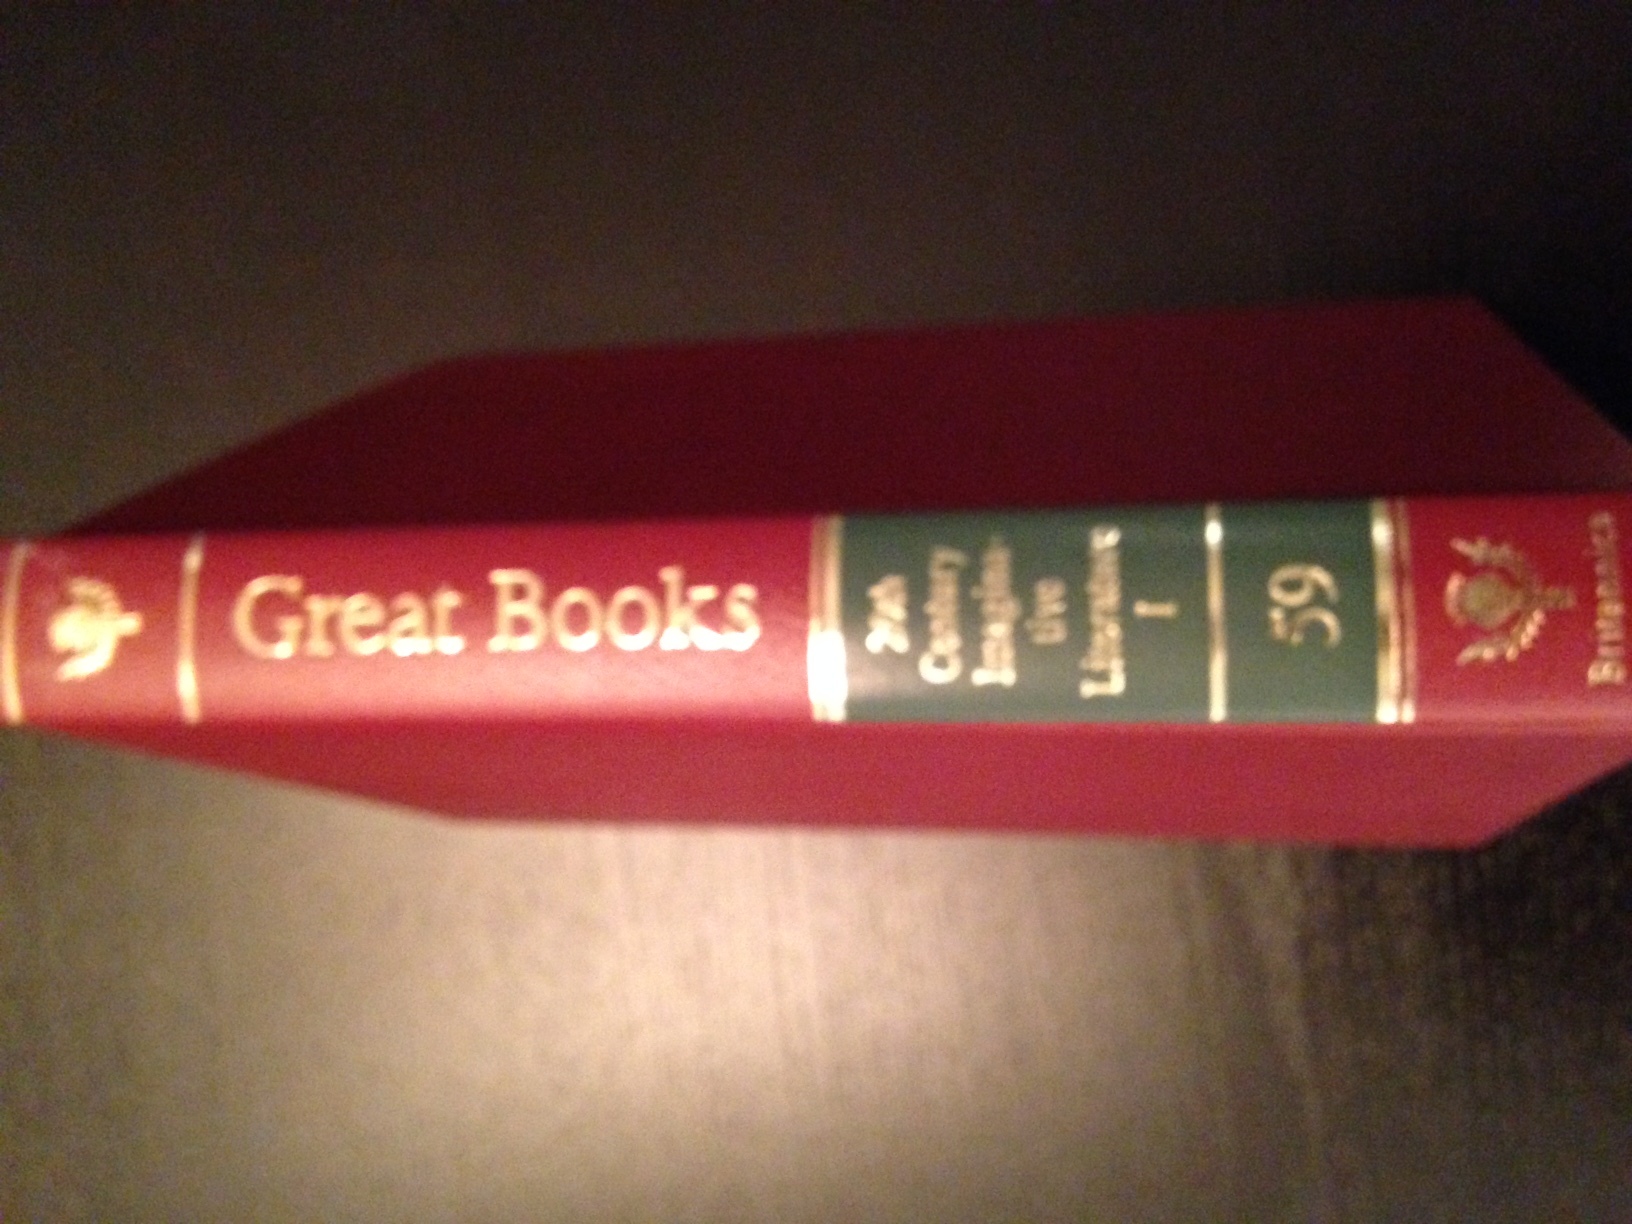 Great Books
20th
Century
Imagina-
tive
Literature
I
59
Britannica